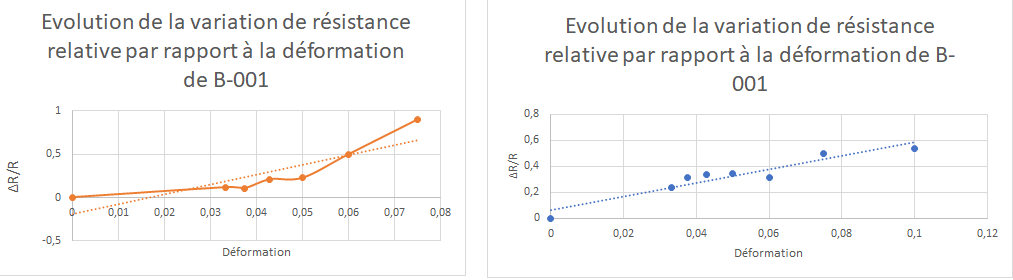 Evolution de la variation de résistance
relative par rapport à la déformation
de B-001
1
0,5
0
-0,5
0
0,01
0,02
0,03
0,04
0,05
0,06
0,07
0,08
ΔR/R
Déformation
Evolution de la variation de résistance
relative par rapport à la déformation de B-
001
0,8
0,6
0,4
0,2
0
0
0,02
0,04
0,06
0,08
0,1
0,12
ΔR/R
Déformation